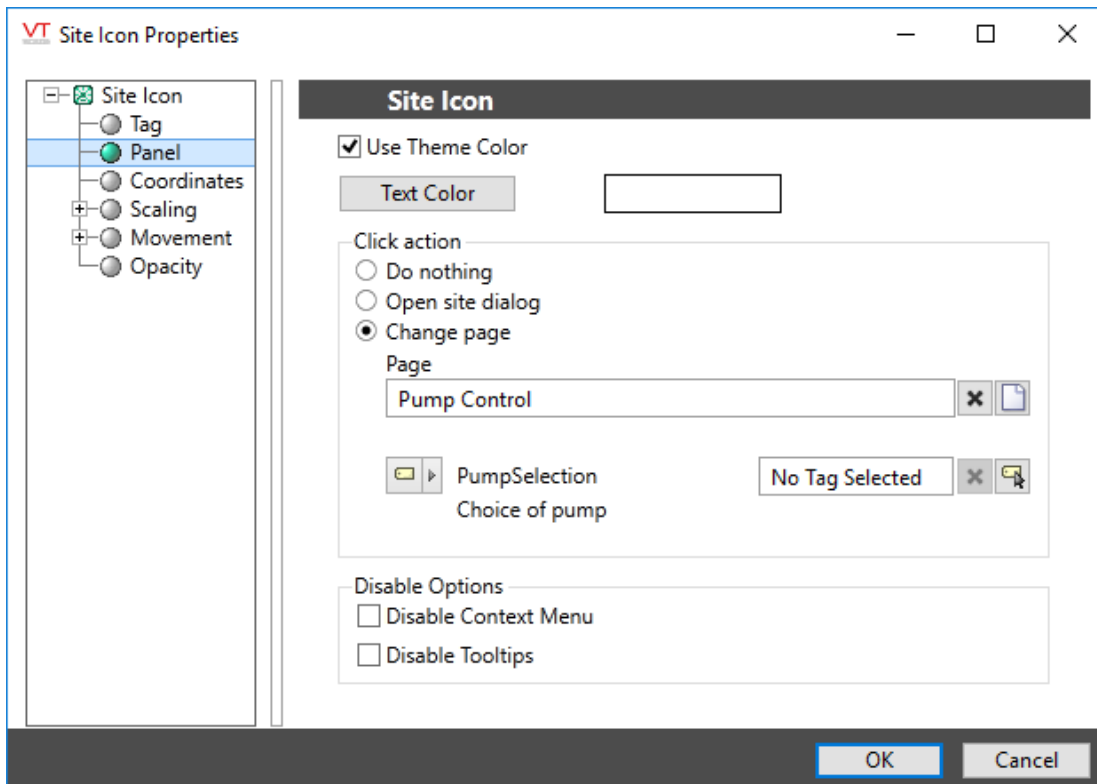 VT Site Icon Properties
Site Icon
Tag
Panel
Coordinates
Scaling
Movement
Opacity
Site Icon
Use Theme Color
Text Color
Click action
Do nothing
Open site dialog
Change page
Page
Pump Control
PumpSelection No Tag Selected
Choice of pump
Disable Options
Disable Context Menu
Disable Tooltips
OK Cancel